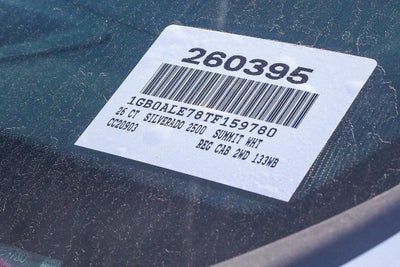 260395
1GB0ALE78TF159780
26 CT SILVERADO 2500 SUMMIT WHT
CC20903 REG CAB 2WD 133WB